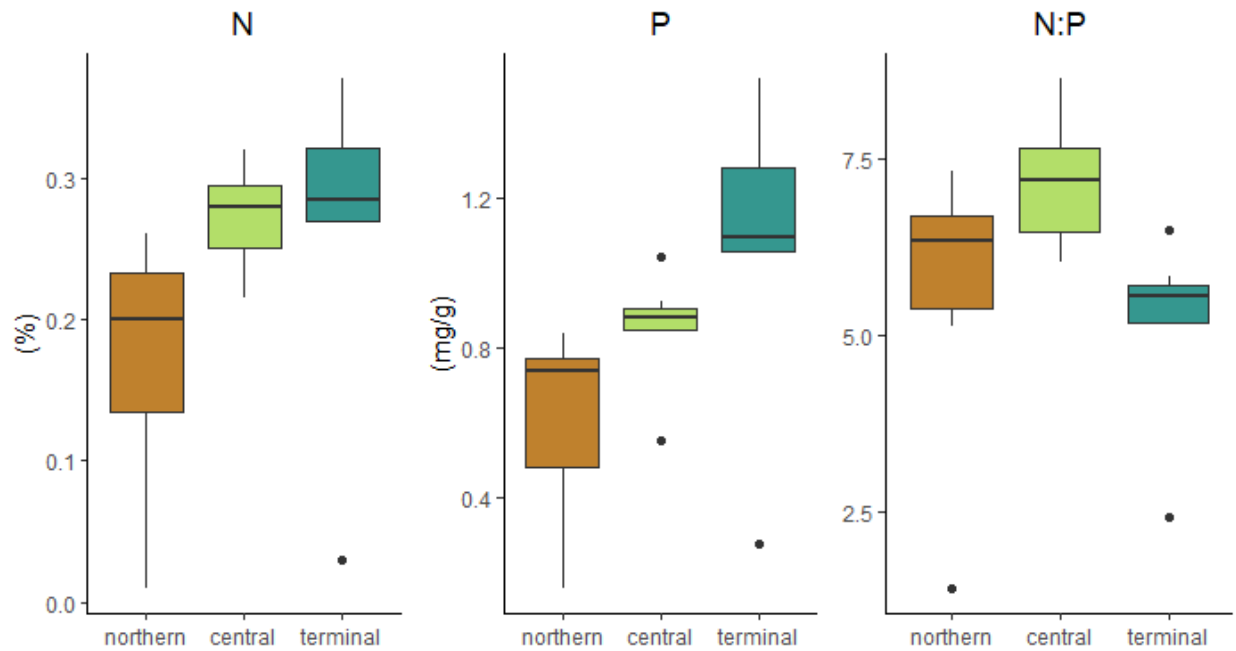 N
P
N:P
(%)
0.3
0.2
0.1
0.0
northern central terminal
(mg/g)
1.2
0.8
0.4
northern central terminal
7.5
5.0
2.5
northern central terminal